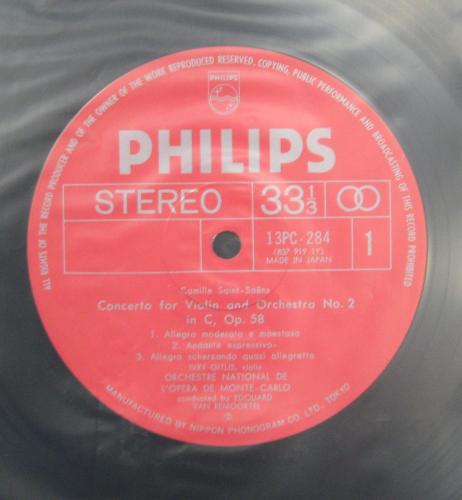 ALL RIGHTS OF THE RECORD PRODUCER AND OF THE OWNER OF THE WORK REPRODUCED RESERVED. COPYING, PUBLIC PERFORMANCE AND BROADCASTING OF THIS RECORD PROHIBITED
PHILIPS
PHILIPS
STEREO 33 1/3
13PC-284
(837 919 1Y)
MADE IN JAPAN
1
Camille Saint-Saëns
Concerto for Violin and Orchestra No. 2
in C, Op. 58
1. Allegro moderato e maestoso
2. Andante espressivo
3. Allegro scherzando quasi allegretto
IVRY GITLIS, violin
ORCHESTRE NATIONAL DE
L'OPERA DE MONTE-CARLO
conducted by EDOUARD
VAN REMOORTEL
Ⓟ
MANUFACTURED BY NIPPON PHONOGRAM CO., LTD., TOKYO